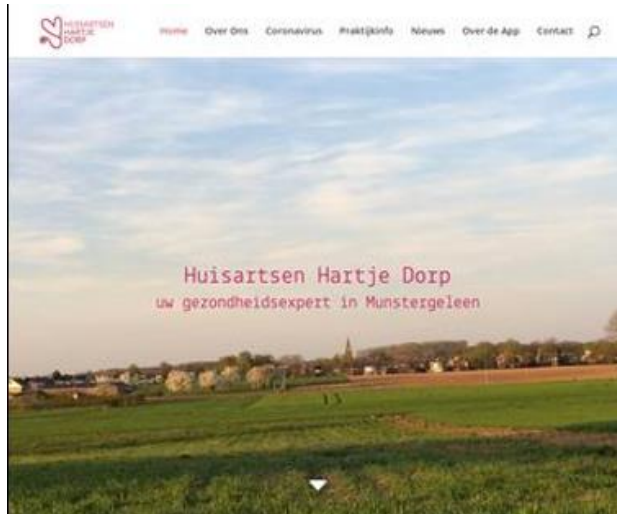 HUISARTSEN
HARTJE
DORP
Home Over Ons Coronavirus Praktijkinfo Nieuws Over de App Contact
Huisartsen Hartje Dorp
uw gezondheidsexpert in Munstergeleen